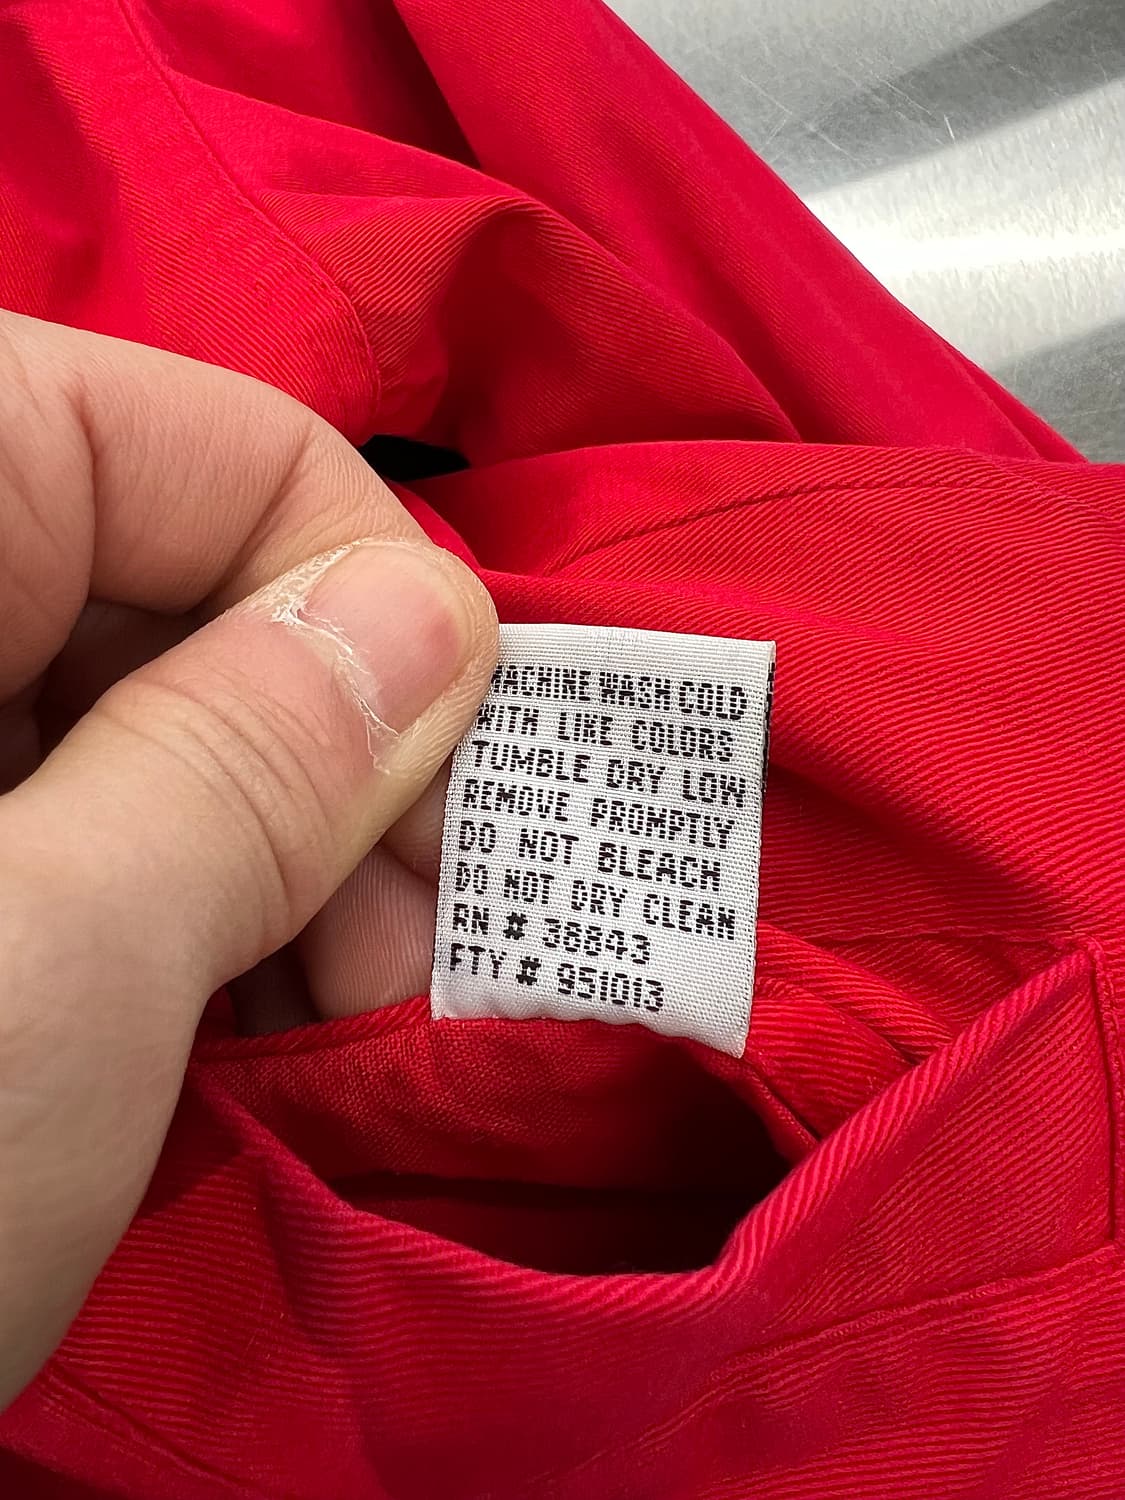 MACHINE WASH COLD
WITH LIKE COLORS
TUMBLE DRY LOW
REMOVE PROMPTLY
DO NOT BLEACH
DO NOT DRY CLEAN
RN # 38843
FTY # 951013